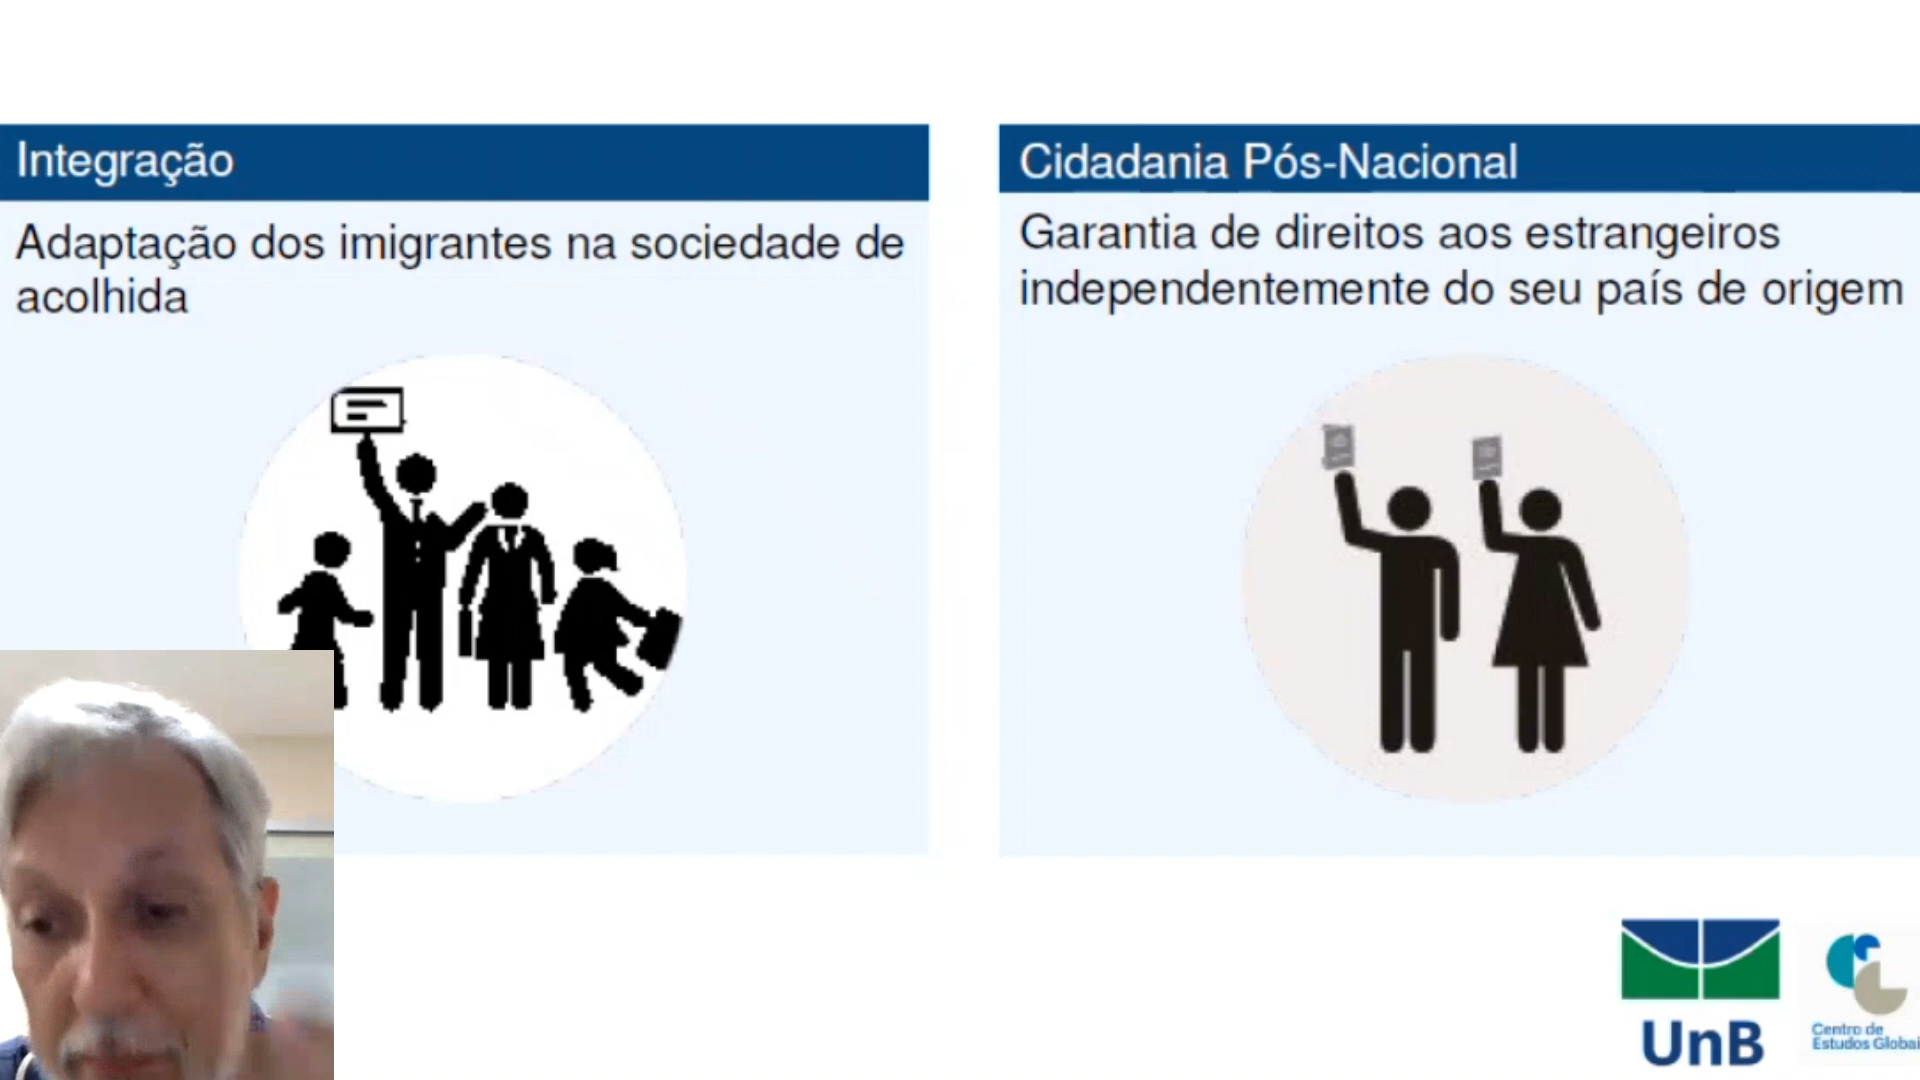 Integração
Adaptação dos imigrantes na sociedade de
acolhida
Cidadania Pós-Nacional
Garantia de direitos aos estrangeiros
independentemente do seu país de origem
UnB
Centro de
Estudos Globai